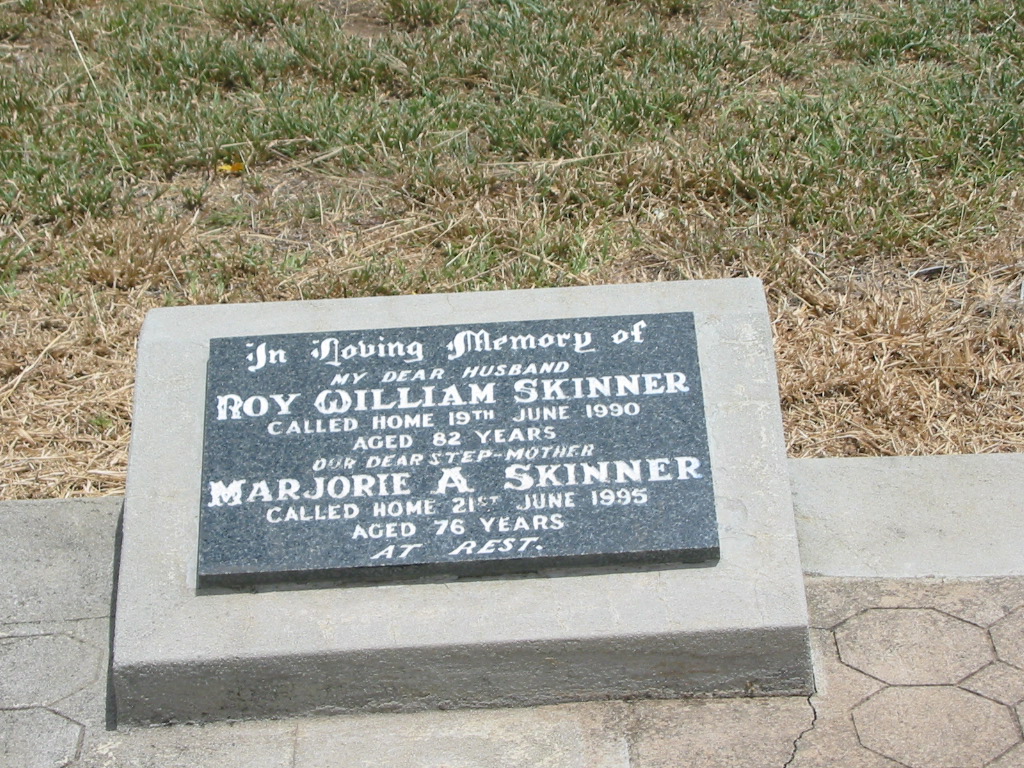 In Loving Memory of
MY DEAR HUSBAND
ROY WILLIAM SKINNER
CALLED HOME 19TH JUNE 1990
AGED 82 YEARS
OUR DEAR STEP-MOTHER
MARJORIE A SKINNER
CALLED HOME 21ST JUNE 1995
AGED 76 YEARS
AT REST.